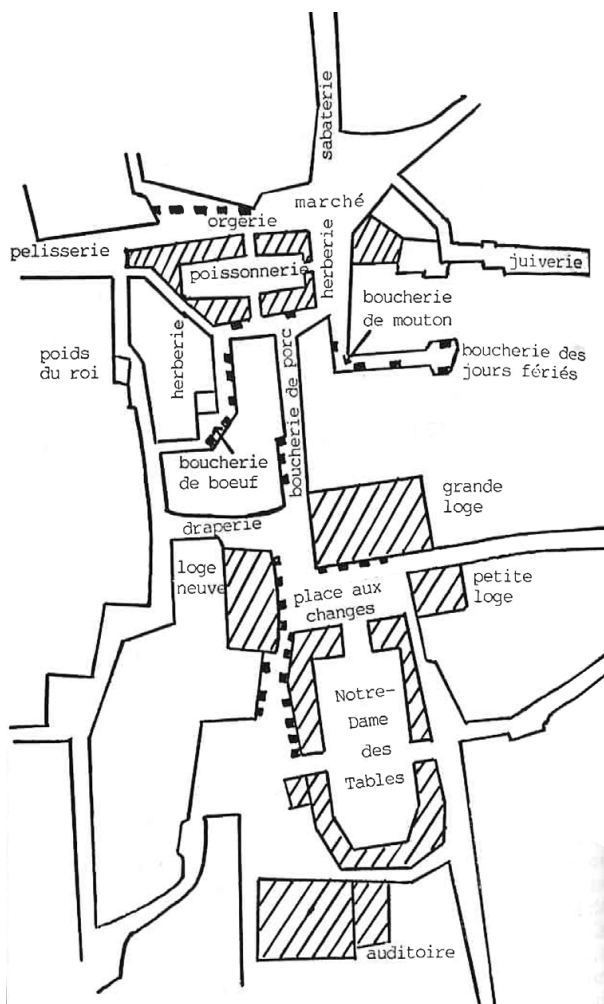 sabaterie
marché
orgerie
pelisserie
herberie
poissonnerie
juiverie
boucherie
de mouton
poids
du roi
herberie
boucherie de porc
boucherie des
jours fériés
boucherie
de boeuf
grande
loge
draperie
loge
neuve
place aux
changes
petite
loge
Notre-
Dame
des
Tables
auditoire